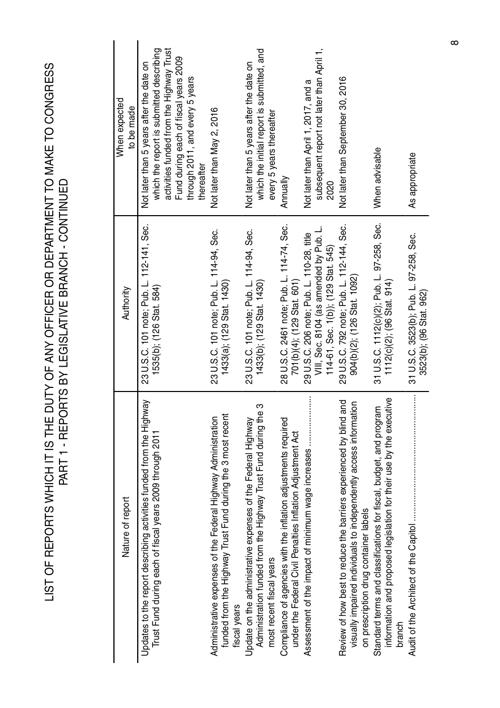 LIST OF REPORTS WHICH IT IS THE DUTY OF ANY OFFICER OR DEPARTMENT TO MAKE TO CONGRESS
PART 1 - REPORTS BY LEGISLATIVE BRANCH - CONTINUED
Nature of report
Authority
When expected
to be made
Updates to the report describing activities funded from the Highway
Trust Fund during each of fiscal years 2009 through 2011
23 U.S.C. 101 note; Pub. L. 112-141, Sec.
1535(b); (126 Stat. 584)
Not later than 5 years after the date on
which the report is submitted describing
activities funded from the Highway Trust
Fund during each of fiscal years 2009
through 2011, and every 5 years
thereafter
Administrative expenses of the Federal Highway Administration
funded from the Highway Trust Fund during the 3 most recent
fiscal years
23 U.S.C. 101 note; Pub. L. 114-94, Sec.
1433(a); (129 Stat. 1430)
Not later than May 2, 2016
Update on the administrative expenses of the Federal Highway
Administration funded from the Highway Trust Fund during the 3
most recent fiscal years
23 U.S.C. 101 note; Pub. L. 114-94, Sec.
1433(b); (129 Stat. 1430)
Not later than 5 years after the date on
which the initial report is submitted, and
every 5 years thereafter
Compliance of agencies with the inflation adjustments required
under the Federal Civil Penalties Inflation Adjustment Act
28 U.S.C. 2461 note; Pub. L. 114-74, Sec.
701(b)(4); (129 Stat. 601)
Annually
Assessment of the impact of minimum wage increases ....................
29 U.S.C. 206 note; Pub. L. 110-28, title
VIII, Sec. 8104 (as amended by Pub. L.
114-61, Sec. 1(b)); (129 Stat. 545)
Not later than April 1, 2017, and a
subsequent report not later than April 1,
2020
Review of how best to reduce the barriers experienced by blind and
visually impaired individuals to independently access information
on prescription drug container labels
29 U.S.C. 792 note; Pub. L. 112-144, Sec.
904(b)(2); (126 Stat. 1092)
Not later than September 30, 2016
Standard terms and classifications for fiscal, budget, and program
information and proposed legislation for their use by the executive
branch
31 U.S.C. 1112(c)(2); Pub. L. 97-258, Sec.
1112(c)(2); (96 Stat. 914)
When advisable
Audit of the Architect of the Capitol..................................................
31 U.S.C. 3523(b); Pub. L. 97-258, Sec.
3523(b); (96 Stat. 962)
As appropriate
8